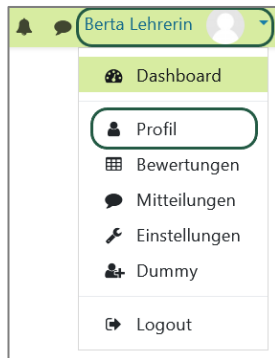 Berta Lehrerin
Dashboard
Profil
Bewertungen
Mitteilungen
Einstellungen
Dummy
Logout